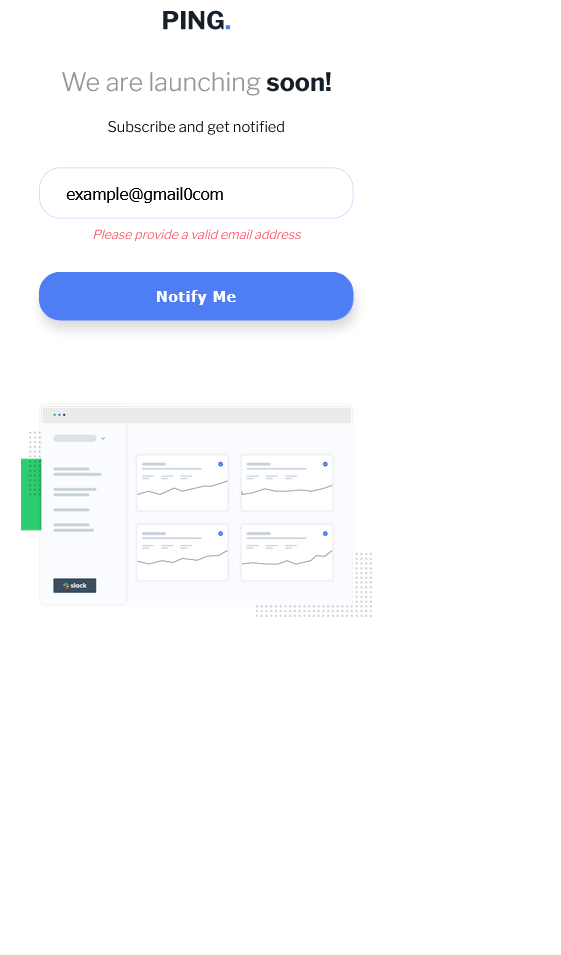 PING.
We are launching soon!
Subscribe and get notified
example@gmail0com
Please provide a valid email address
Notify Me
slack